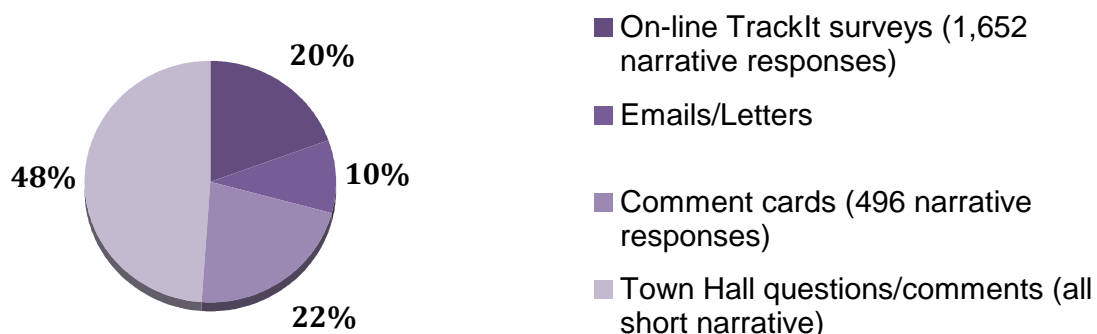 20%
10%
22%
48%
On-line TrackIt surveys (1,652
narrative responses)
Emails/Letters
Comment cards (496 narrative
responses)
Town Hall questions/comments (all
short narrative)